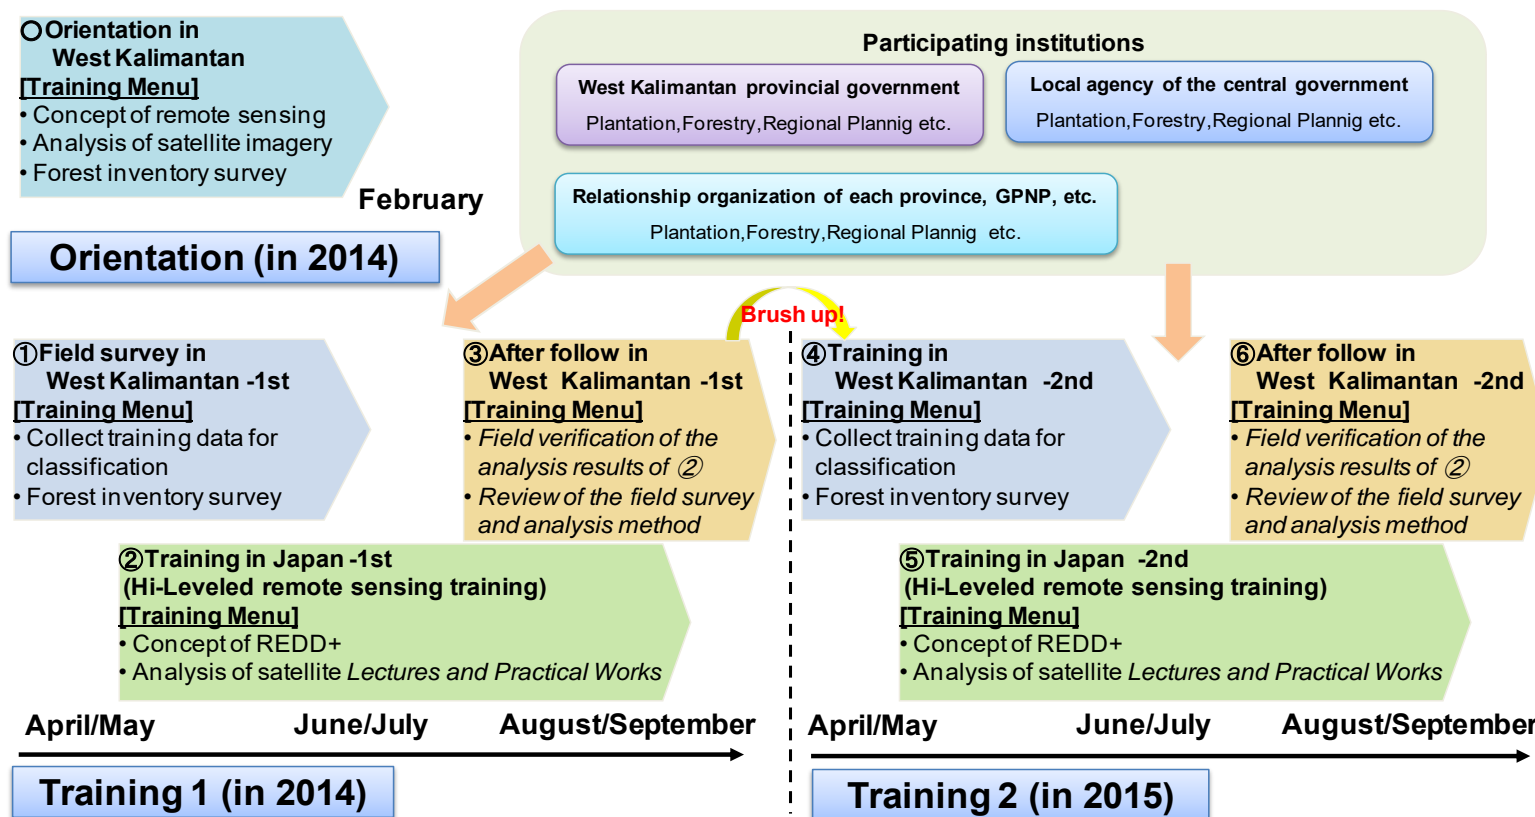 〇Orientation in
West Kalimantan
[Training Menu]
• Concept of remote sensing
• Analysis of satellite imagery
• Forest inventory survey
February
Orientation (in 2014)
Participating institutions
West Kalimantan provincial government
Plantation,Forestry,Regional Plannig etc.
Local agency of the central government
Plantation,Forestry,Regional Plannig etc.
Relationship organization of each province, GPNP, etc.
Plantation,Forestry,Regional Plannig etc.
Brush up!
①Field survey in
West Kalimantan -1st
[Training Menu]
• Collect training data for
classification
• Forest inventory survey
③After follow in
West Kalimantan -1st
[Training Menu]
• Field verification of the
analysis results of ②
• Review of the field survey
and analysis method
②Training in Japan -1st
(Hi-Leveled remote sensing training)
[Training Menu]
• Concept of REDD+
• Analysis of satellite Lectures and Practical Works
April/May June/July August/September
Training 1 (in 2014)
④Training in
West Kalimantan -2nd
[Training Menu]
• Collect training data for
classification
• Forest inventory survey
⑥After follow in
West Kalimantan -2nd
[Training Menu]
• Field verification of the
analysis results of ②
• Review of the field survey
and analysis method
⑤Training in Japan -2nd
(Hi-Leveled remote sensing training)
[Training Menu]
• Concept of REDD+
• Analysis of satellite Lectures and Practical Works
April/May June/July August/September
Training 2 (in 2015)